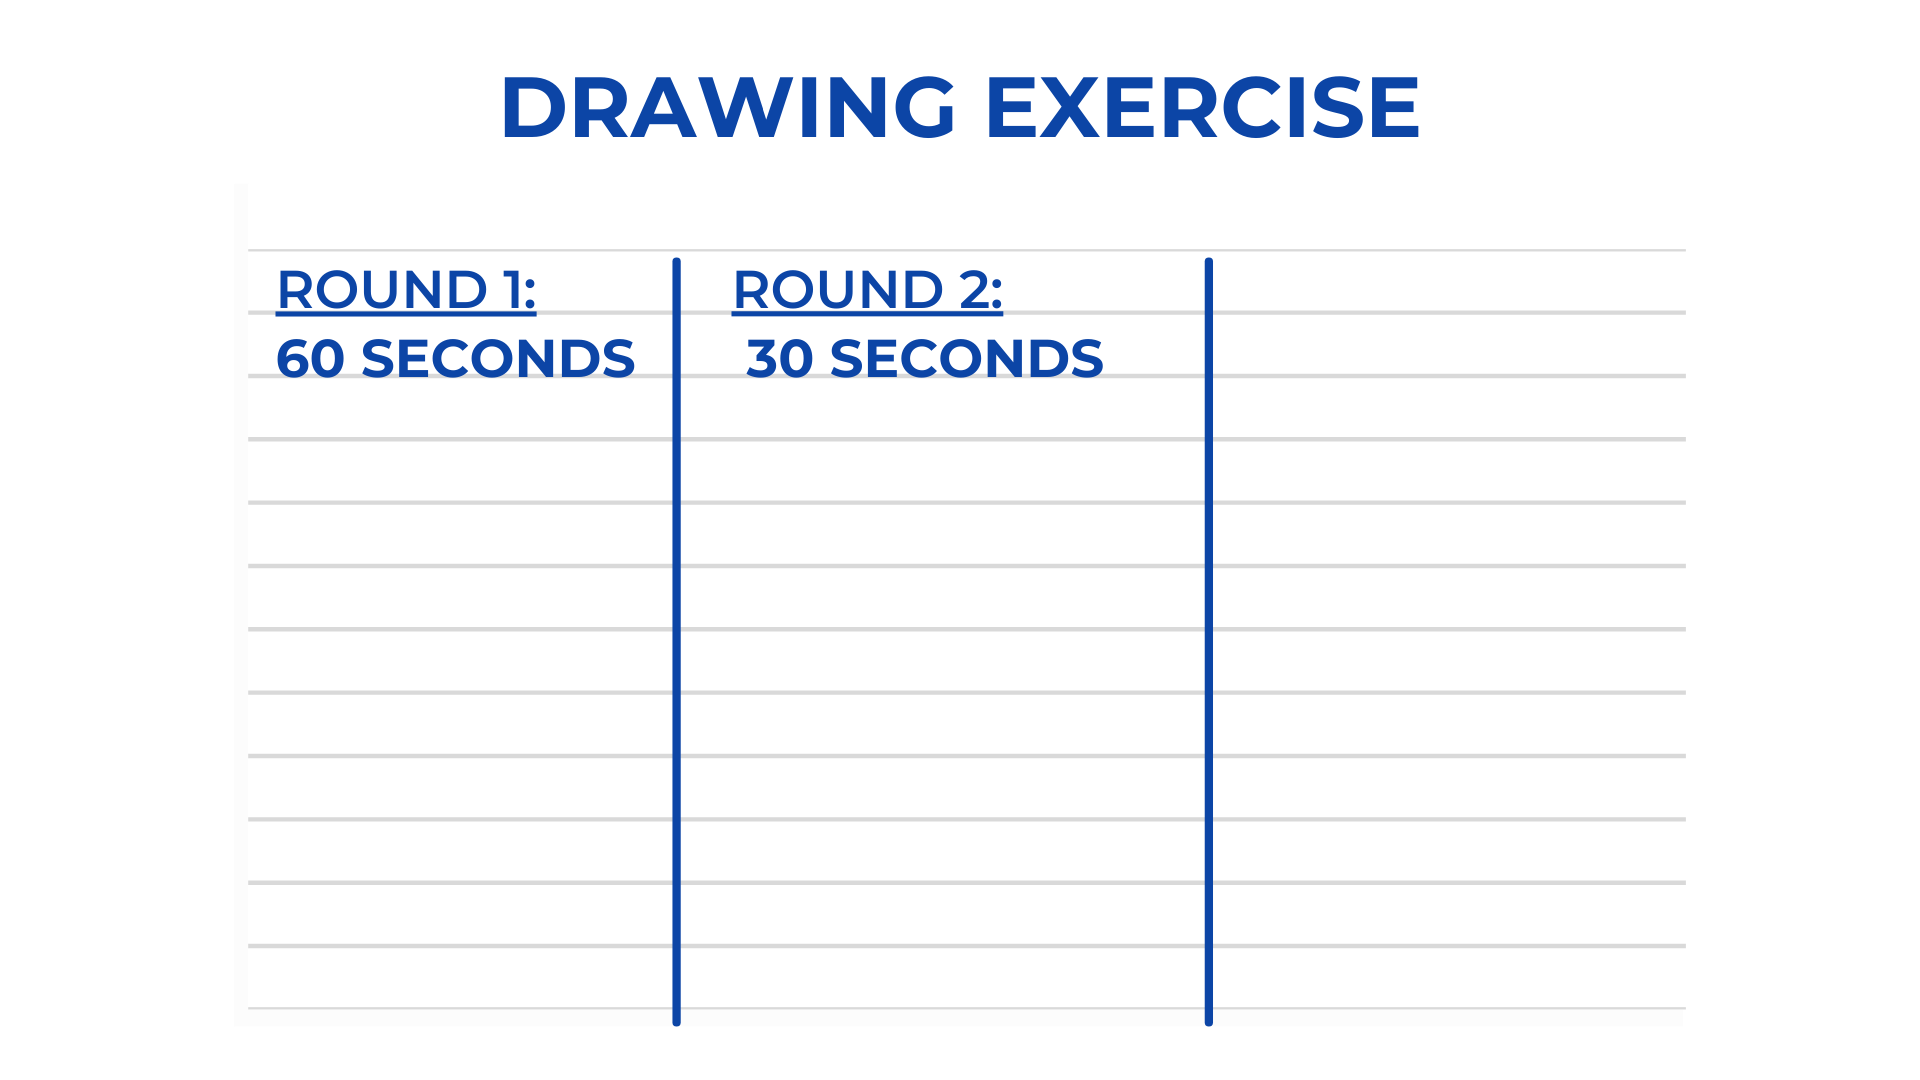 DRAWING EXERCISE
ROUND 1:
60 SECONDS
ROUND 2:
30 SECONDS